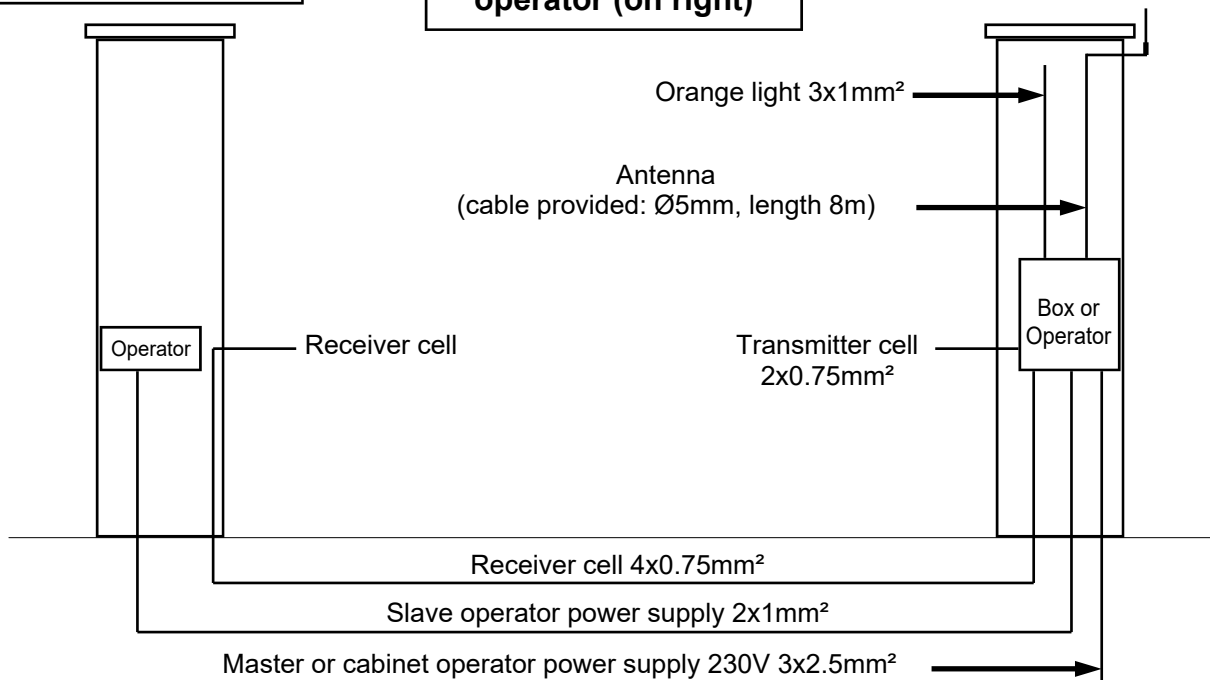 operator (on right)
Orange light 3x1mm²
Antenna
(cable provided: Ø5mm, length 8m)
Operator
Receiver cell
Transmitter cell
2x0.75mm²
Box or
Operator
Receiver cell 4x0.75mm²
Slave operator power supply 2x1mm²
Master or cabinet operator power supply 230V 3x2.5mm²